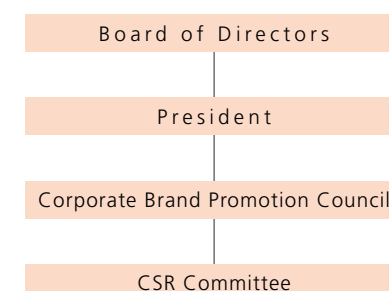 Board of Directors
President
Corporate Brand Promotion Council
CSR Committee